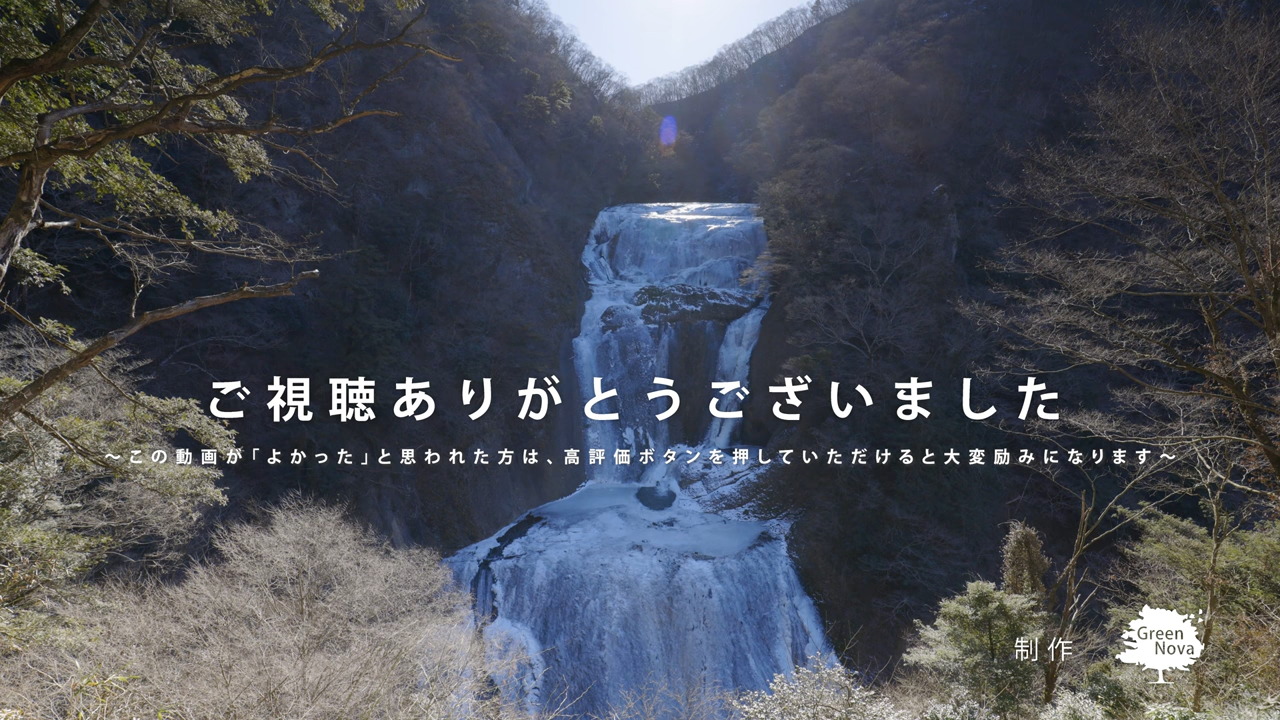 ご視聴ありがとうございました
～この動画が「よかった」と思われた方は、高評価ボタンを押していただけると大変励みになります～
制作
Green
Nova